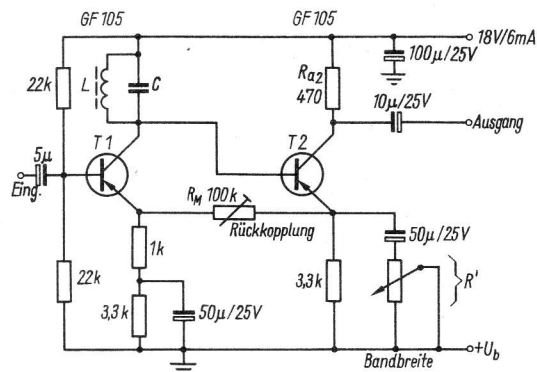 GF 105
GF 105
18V/6mA
100µ/25V
22k
L
C
Ra2
470
10µ/25V
Ausgang
T1
T2
5µ
Eing.
RM 100k
Rückkopplung
50µ/25V
1k
22k
3,3k
50µ/25V
3,3k
R'
Bandbreite
+Ub